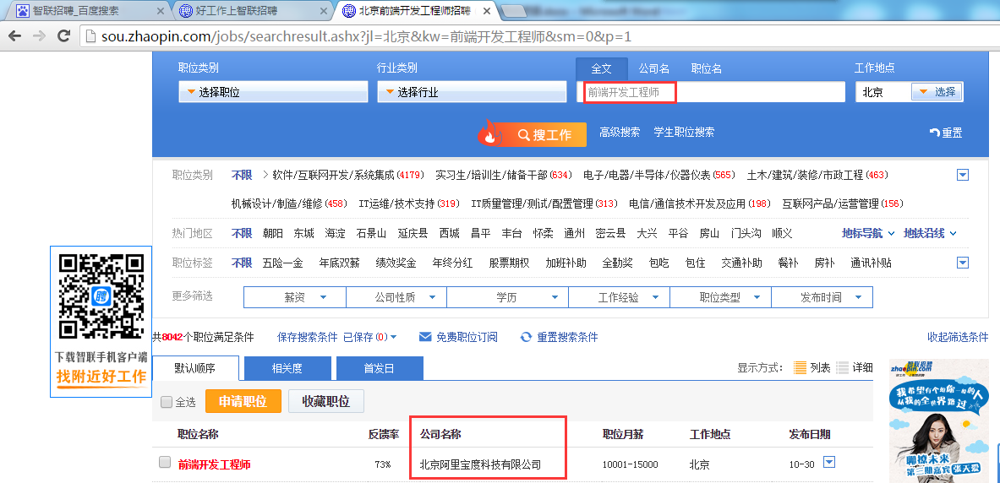 智联招聘_百度搜索 好工作上智联招聘 北京前端开发工程师招聘
sou.zhaopin.com/jobs/searchresult.ashx?jl=北京&kw=前端开发工程师&sm=0&p=1
职位类别 行业类别 全文 公司名 职位名 工作地点
选择职位 选择行业 前端开发工程师 北京 选择
搜工作 高级搜索 学生职位搜索 重置
职位类别 不限 > 软件/互联网开发/系统集成(4179) 实习生/培训生/储备干部(634) 电子/电器/半导体/仪器仪表(565) 土木/建筑/装修/市政工程(463)
机械设计/制造/维修(458) IT运维/技术支持(319) IT质量管理/测试/配置管理(313) 电信/通信技术开发及应用(198) 互联网产品/运营管理(156)
热门地区 不限 朝阳 东城 海淀 石景山 延庆县 西城 昌平 丰台 怀柔 通州 密云县 大兴 平谷 房山 门头沟 顺义 地标导航 地铁沿线
职位标签 不限 五险一金 年底双薪 绩效奖金 年终分红 股票期权 加班补助 全勤奖 包吃 包住 交通补助 餐补 房补 通讯补贴
更多筛选 薪资 公司性质 学历 工作经验 职位类型 发布时间
聘
下载智联手机客户端
找附近好工作
共8042个职位满足条件 保存搜索条件 已保存(0) 免费职位订阅 重置搜索条件 收起筛选条件
默认顺序 相关度 首发日 显示方式： 列表 详细
全选 申请职位 收藏职位
职位名称 反馈率 公司名称 职位月薪 工作地点 发布日期
前端开发工程师 73% 北京阿里宝度科技有限公司 10001-15000 北京 10-30
智联招聘
zhaopin.com
我希望有个如你一般的人
从我的全世界路过
聊撩未来
第二期嘉宾 张天爱